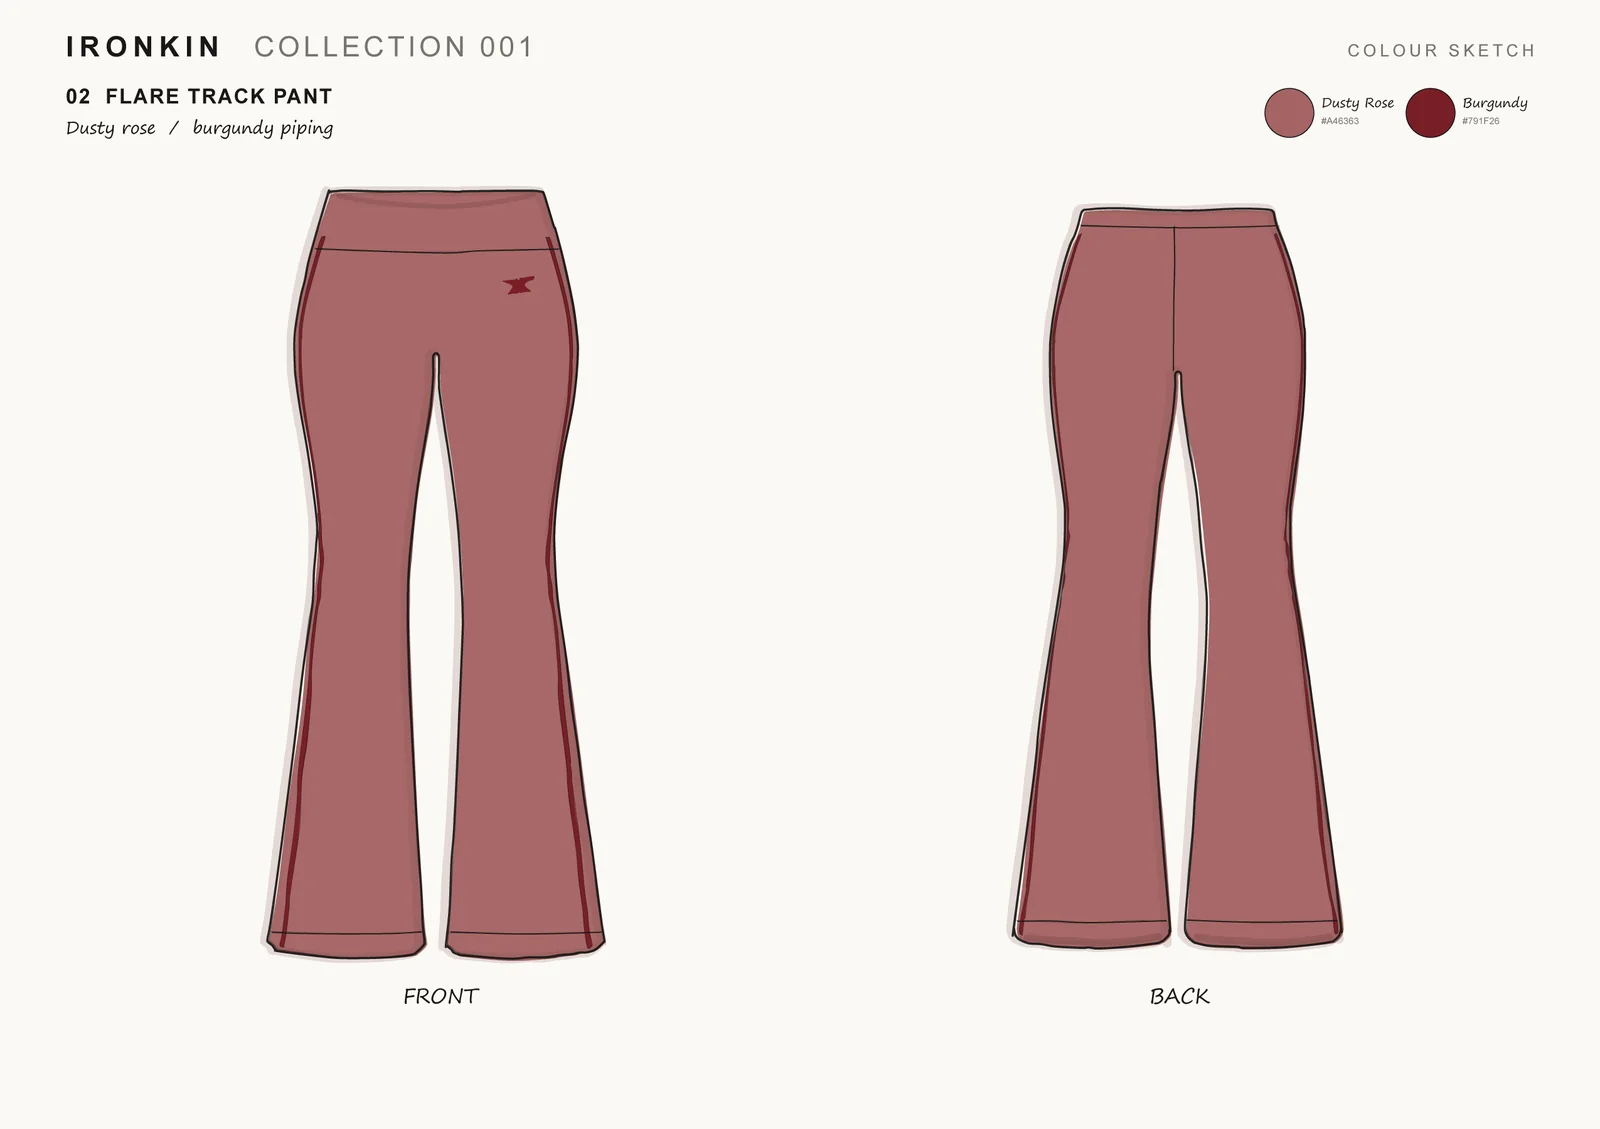 IRONKIN COLLECTION 001
COLOUR SKETCH
02 FLARE TRACK PANT
Dusty rose / burgundy piping
Dusty Rose
#A46363
Burgundy
#791F26
FRONT
BACK